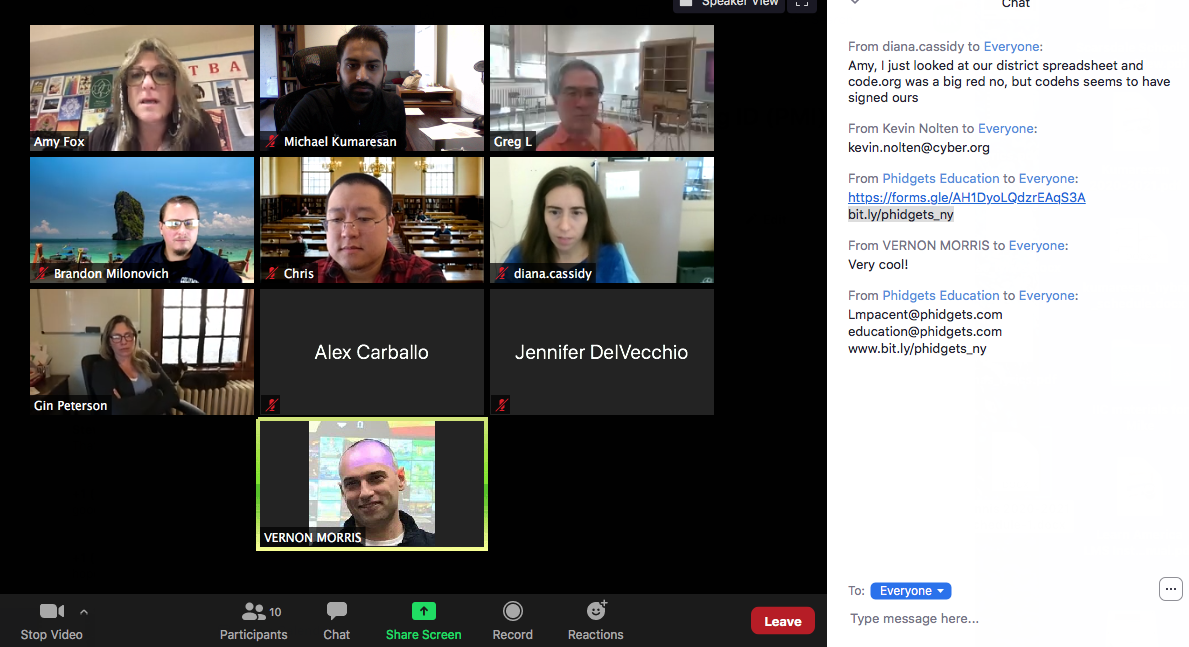 Speaker View
Chat
T B A
Amy Fox
Michael Kumaresan
Greg L
Brandon Milonovich
Chris
diana.cassidy
Gin Peterson
Alex Carballo
Jennifer DelVecchio
VERNON MORRIS
Stop Video
10
Participants
Chat
Share Screen
Record
Reactions
Leave
From diana.cassidy to Everyone:
Amy, I just looked at our district spreadsheet and
code.org was a big red no, but codehs seems to have
signed ours
From Kevin Nolten to Everyone:
kevin.nolten@cyber.org
From Phidgets Education to Everyone:
https://forms.gle/AH1DyoLQdzrEAqS3A
bit.ly/phidgets_ny
From VERNON MORRIS to Everyone:
Very cool!
From Phidgets Education to Everyone:
Lmpacent@phidgets.com
education@phidgets.com
www.bit.ly/phidgets_ny
To: Everyone
Type message here...